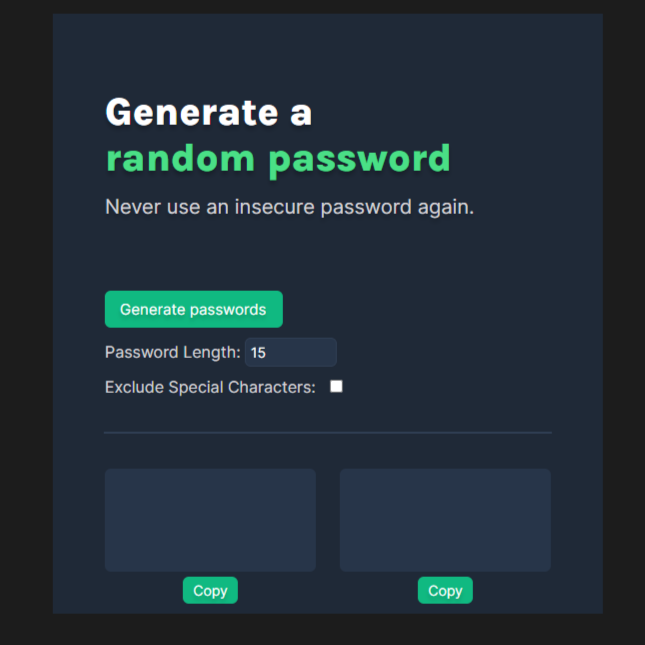 Generate a
random password
Never use an insecure password again.
Generate passwords
Password Length: 15
Exclude Special Characters:
Copy Copy